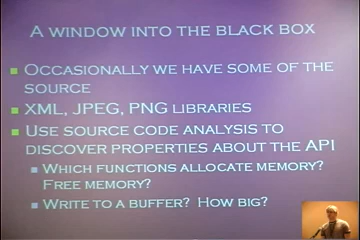 A WINDOW INTO THE BLACK BOX
OCCASIONALLY WE HAVE SOME OF THE
SOURCE
XML, JPEG, PNG LIBRARIES
USE SOURCE CODE ANALYSIS TO
DISCOVER PROPERTIES ABOUT THE API
WHICH FUNCTIONS ALLOCATE MEMORY?
FREE MEMORY?
WRITE TO A BUFFER? HOW BIG?